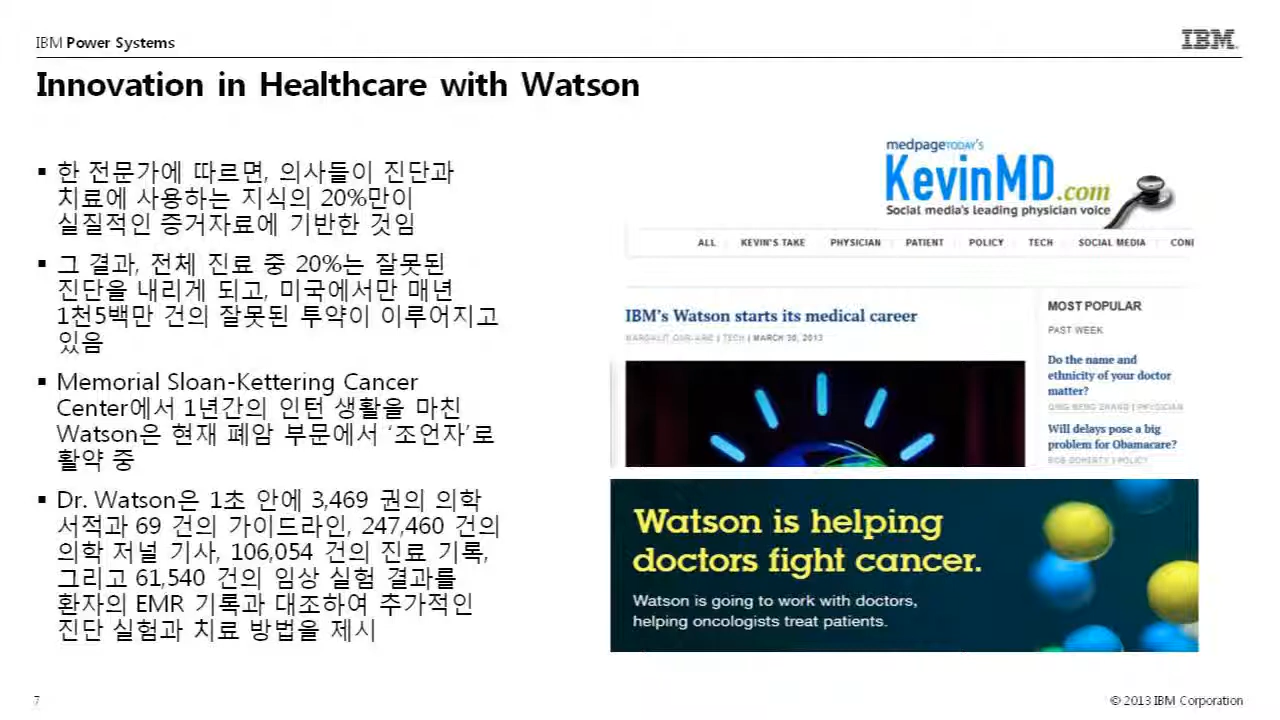 IBM Power Systems
IBM
Innovation in Healthcare with Watson
▪ 한 전문가에 따르면, 의사들이 진단과
치료에 사용하는 지식의 20%만이
실질적인 증거자료에 기반한 것임
▪ 그 결과, 전체 진료 중 20%는 잘못된
진단을 내리게 되고, 미국에서만 매년
1천5백만 건의 잘못된 투약이 이루어지고
있음
▪ Memorial Sloan-Kettering Cancer
Center에서 1년간의 인턴 생활을 마친
Watson은 현재 폐암 부문에서 '조언자'로
활약 중
▪ Dr. Watson은 1초 안에 3,469 권의 의학
서적과 69 건의 가이드라인, 247,460 건의
의학 저널 기사, 106,054 건의 진료 기록,
그리고 61,540 건의 임상 실험 결과를
환자의 EMR 기록과 대조하여 추가적인
진단 실험과 치료 방법을 제시
medpageTODAY'S
KevinMD.com
Social media's leading physician voice
ALL KEVIN'S TAKE PHYSICIAN PATIENT POLICY TECH SOCIAL MEDIA CONI
IBM's Watson starts its medical career
MARGALIT GUR-ARIE | TECH | MARCH 30, 2013
MOST POPULAR
PAST WEEK
Do the name and
ethnicity of your doctor
matter?
| PHYSICIAN
Will delays pose a big
problem for Obamacare?
BOB DOHERTY | POLICY
Watson is helping
doctors fight cancer.
Watson is going to work with doctors,
helping oncologists treat patients.
7
© 2013 IBM Corporation